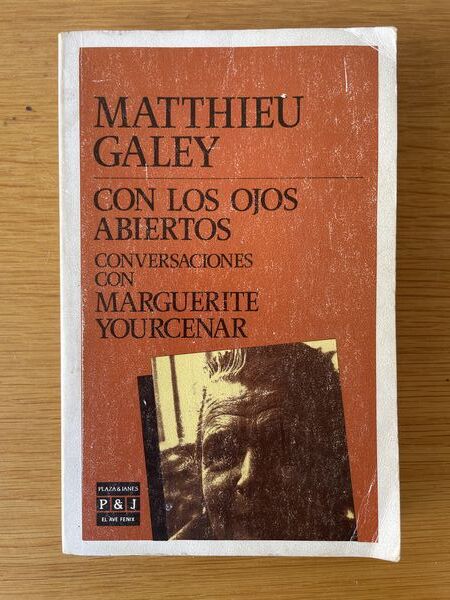 MATTHIEU
GALEY
CON LOS OJOS
ABIERTOS
CONVERSACIONES
CON
MARGUERITE
YOURCENAR
PLAZA & JANES
P & J
EL AVE FENIX